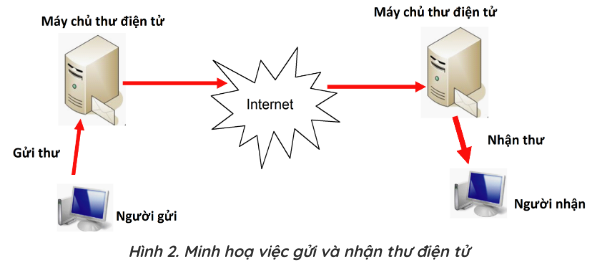 Máy chủ thư điện tử
Máy chủ thư điện tử
Internet
Gửi thư
Nhận thư
Người gửi
Người nhận
Hình 2. Minh hoạ việc gửi và nhận thư điện tử